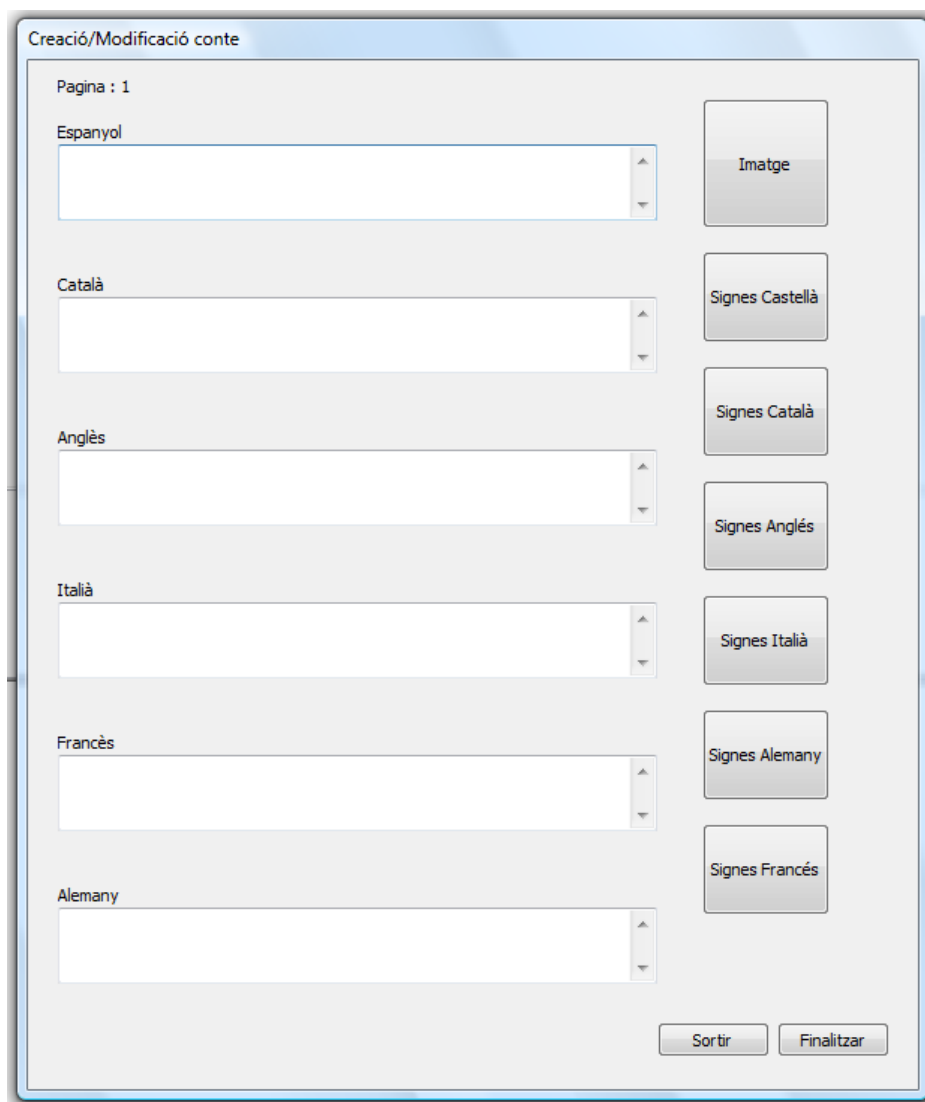 Creació/Modificació conte
Pagina : 1
Espanyol
Imatge
Signes Castellà
Català
Signes Català
Anglès
Signes Anglés
Italià
Signes Italià
Francès
Signes Alemany
Signes Francés
Alemany
Sortir
Finalitzar